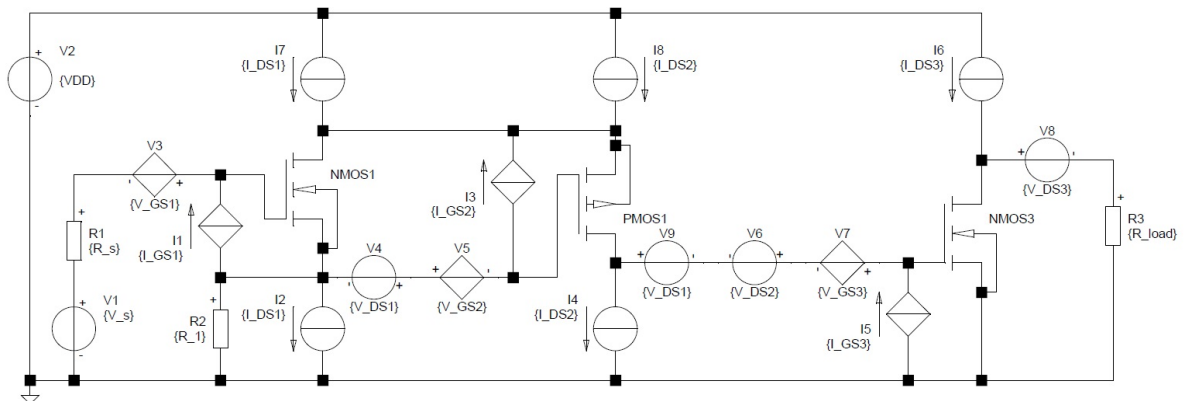 I7
{I_DS1}
I8
{I_DS2}
I6
{I_DS3}
+
V2
{VDD}
-
V8
+
-
{V_DS3}
V3
-
+
{V_GS1}
NMOS1
I3
{I_GS2}
PMOS1
NMOS3
+
R3
{R_load}
+
R1
{R_s}
I1
{I_GS1}
V4
-
+
{V_DS1}
V5
+
-
{V_GS2}
V9
+
-
{V_DS1}
V6
+
-
{V_DS2}
V7
+
-
{V_GS3}
+
V1
{V_s}
-
+
R2
{R_1}
I2
{I_DS1}
I4
{I_DS2}
I5
{I_GS3}